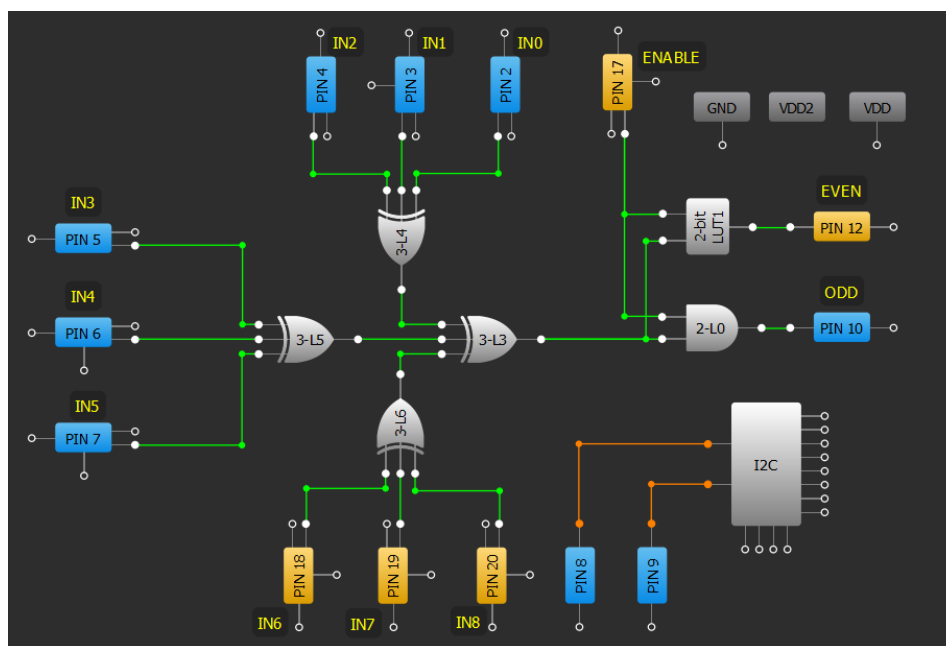 IN2
IN1
IN0
ENABLE
PIN 4
PIN 3
PIN 2
PIN 17
GND
VDD2
VDD
IN3
PIN 5
3-L4
2-bit
LUT1
EVEN
PIN 12
IN4
PIN 6
3-L5
3-L3
2-L0
ODD
PIN 10
IN5
PIN 7
3-L6
I2C
PIN 18
PIN 19
PIN 20
PIN 8
PIN 9
IN6
IN7
IN8